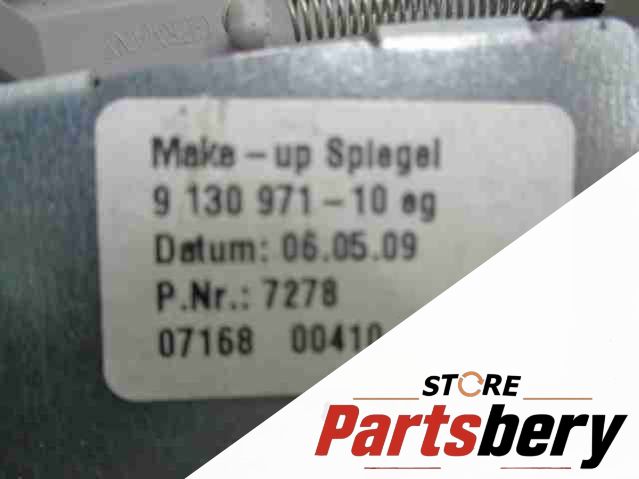 Make - up Spiegel
9 130 971 - 10 eg
Datum: 06.05.09
P.Nr.: 7278
07168 00410
STORE
Partsbery